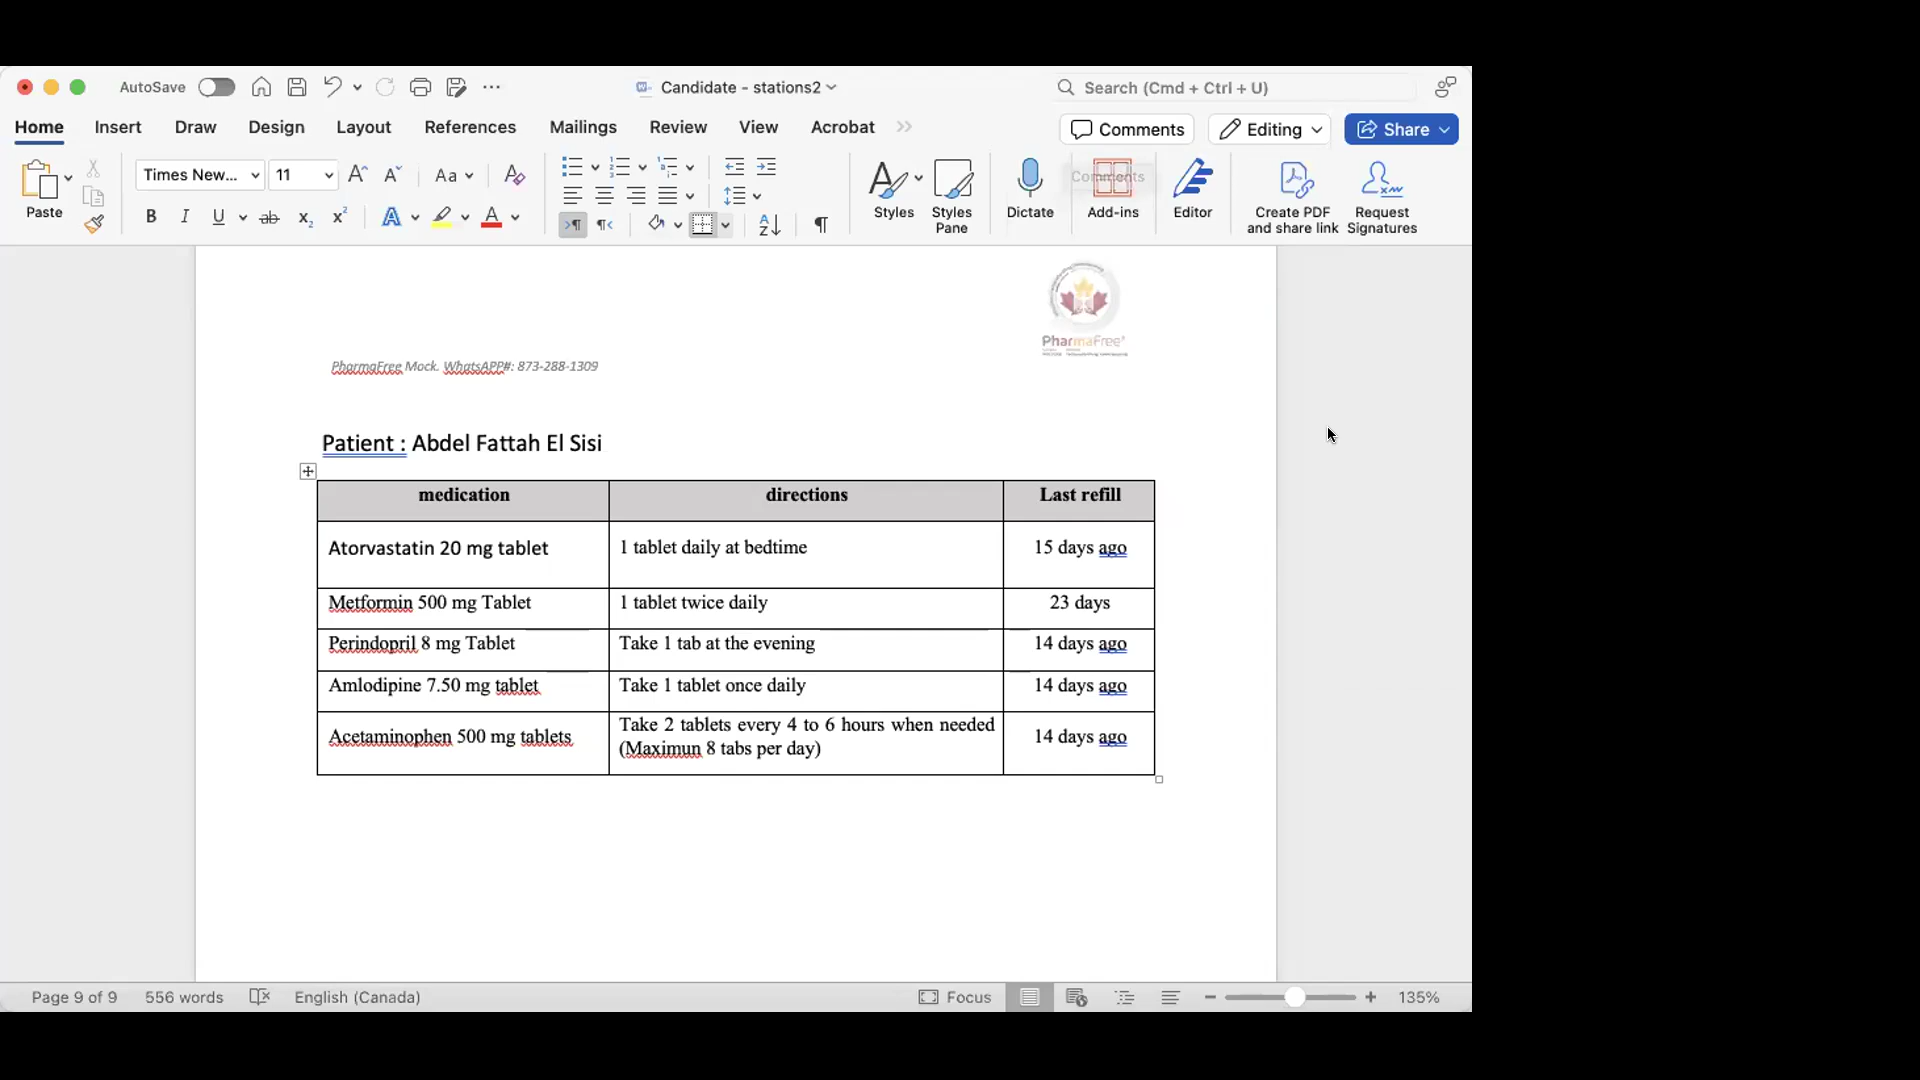 AutoSave
Candidate - stations2
Search (Cmd + Ctrl + U)
Home Insert Draw Design Layout References Mailings Review View Acrobat
Comments Editing Share
Paste
Times New... 11
Aa
Styles
Styles Pane
Dictate
Comments
Add-ins
Editor
Create PDF and share link
Request Signatures
PharmaFree
PharmaFree Mock. WhatsAPP#: 873-288-1309
Patient : Abdel Fattah El Sisi
medication directions Last refill
Atorvastatin 20 mg tablet 1 tablet daily at bedtime 15 days ago
Metformin 500 mg Tablet 1 tablet twice daily 23 days
Perindopril 8 mg Tablet Take 1 tab at the evening 14 days ago
Amlodipine 7.50 mg tablet Take 1 tablet once daily 14 days ago
Acetaminophen 500 mg tablets Take 2 tablets every 4 to 6 hours when needed
(Maximun 8 tabs per day) 14 days ago
Page 9 of 9 556 words English (Canada) Focus 135%